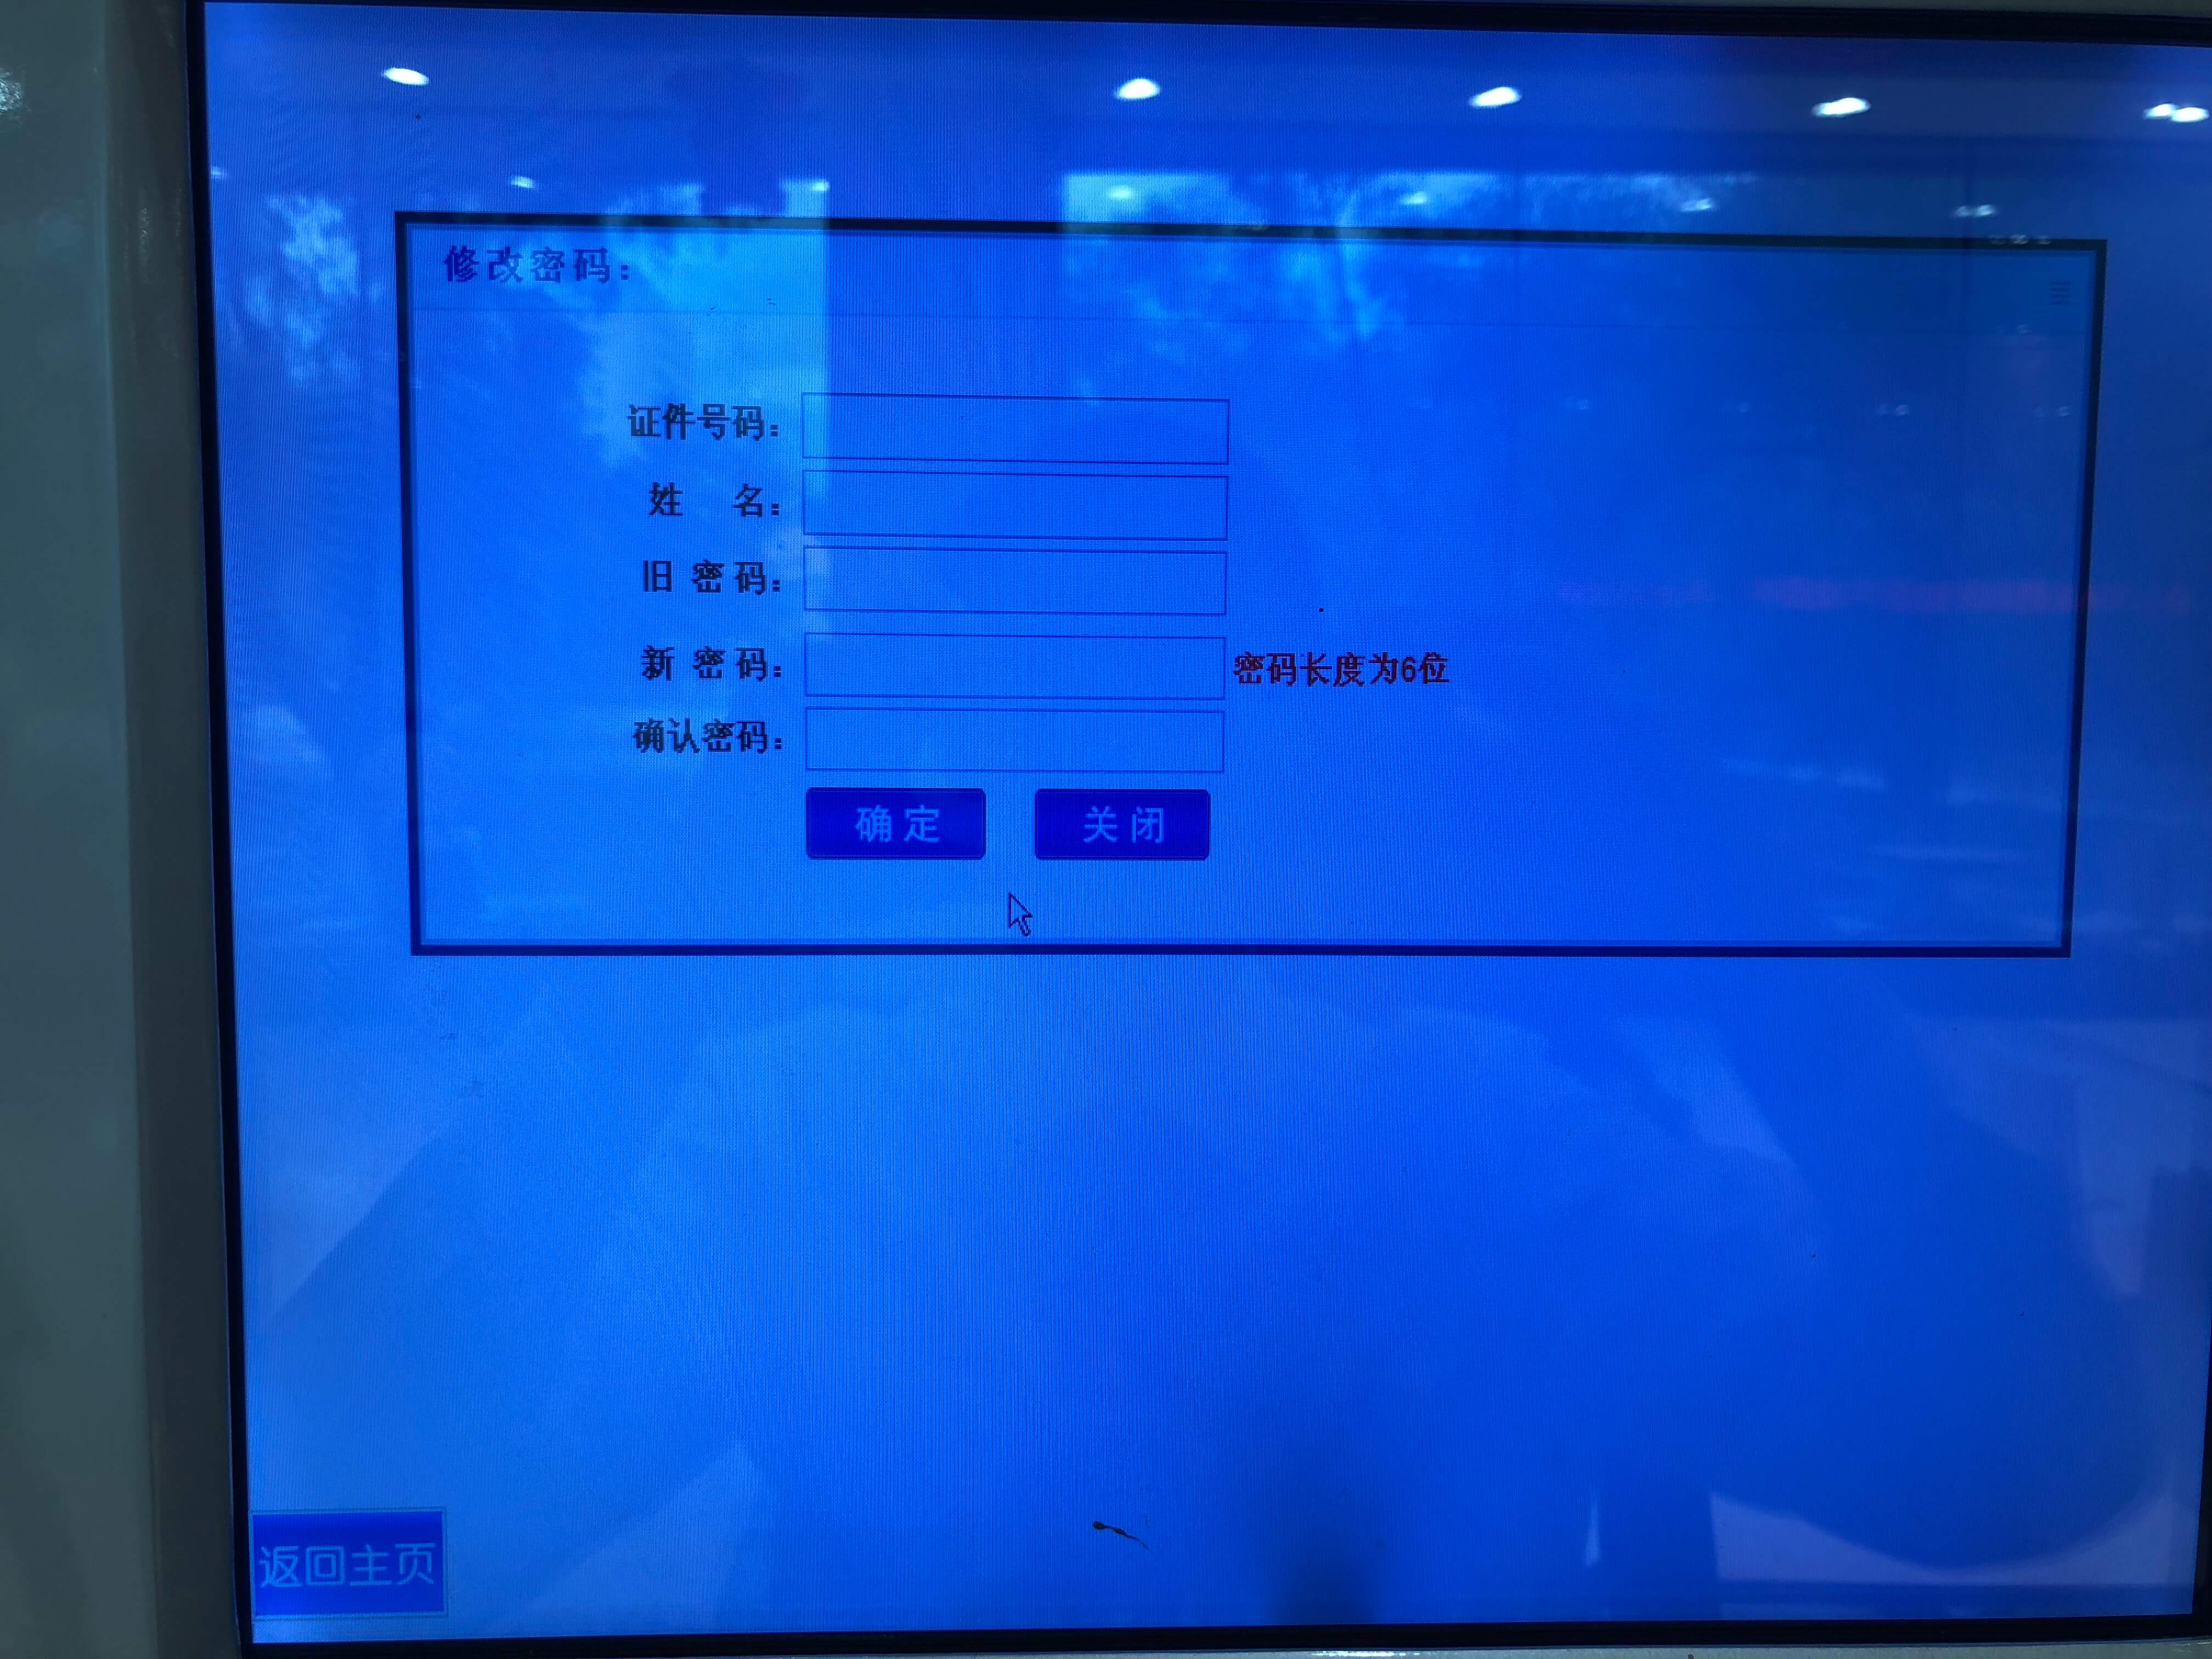 修改密码：
证件号码：
姓 名：
旧 密 码：
新 密 码： 密码长度为6位
确认密码：
确 定 关 闭
返回主页